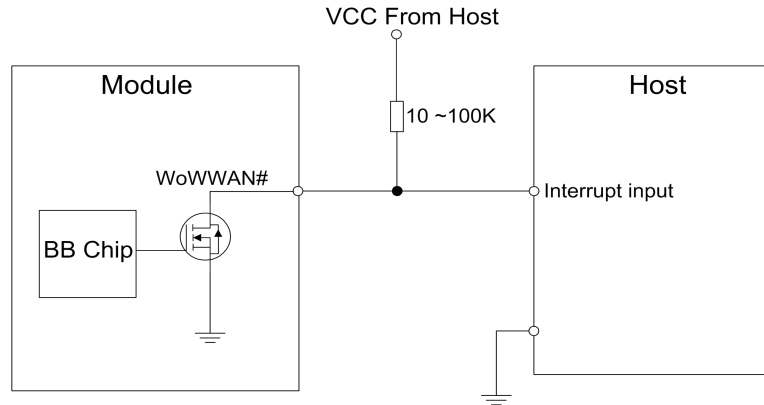 VCC From Host
Module
Host
10 ~100K
WoWWAN#
Interrupt input
BB Chip